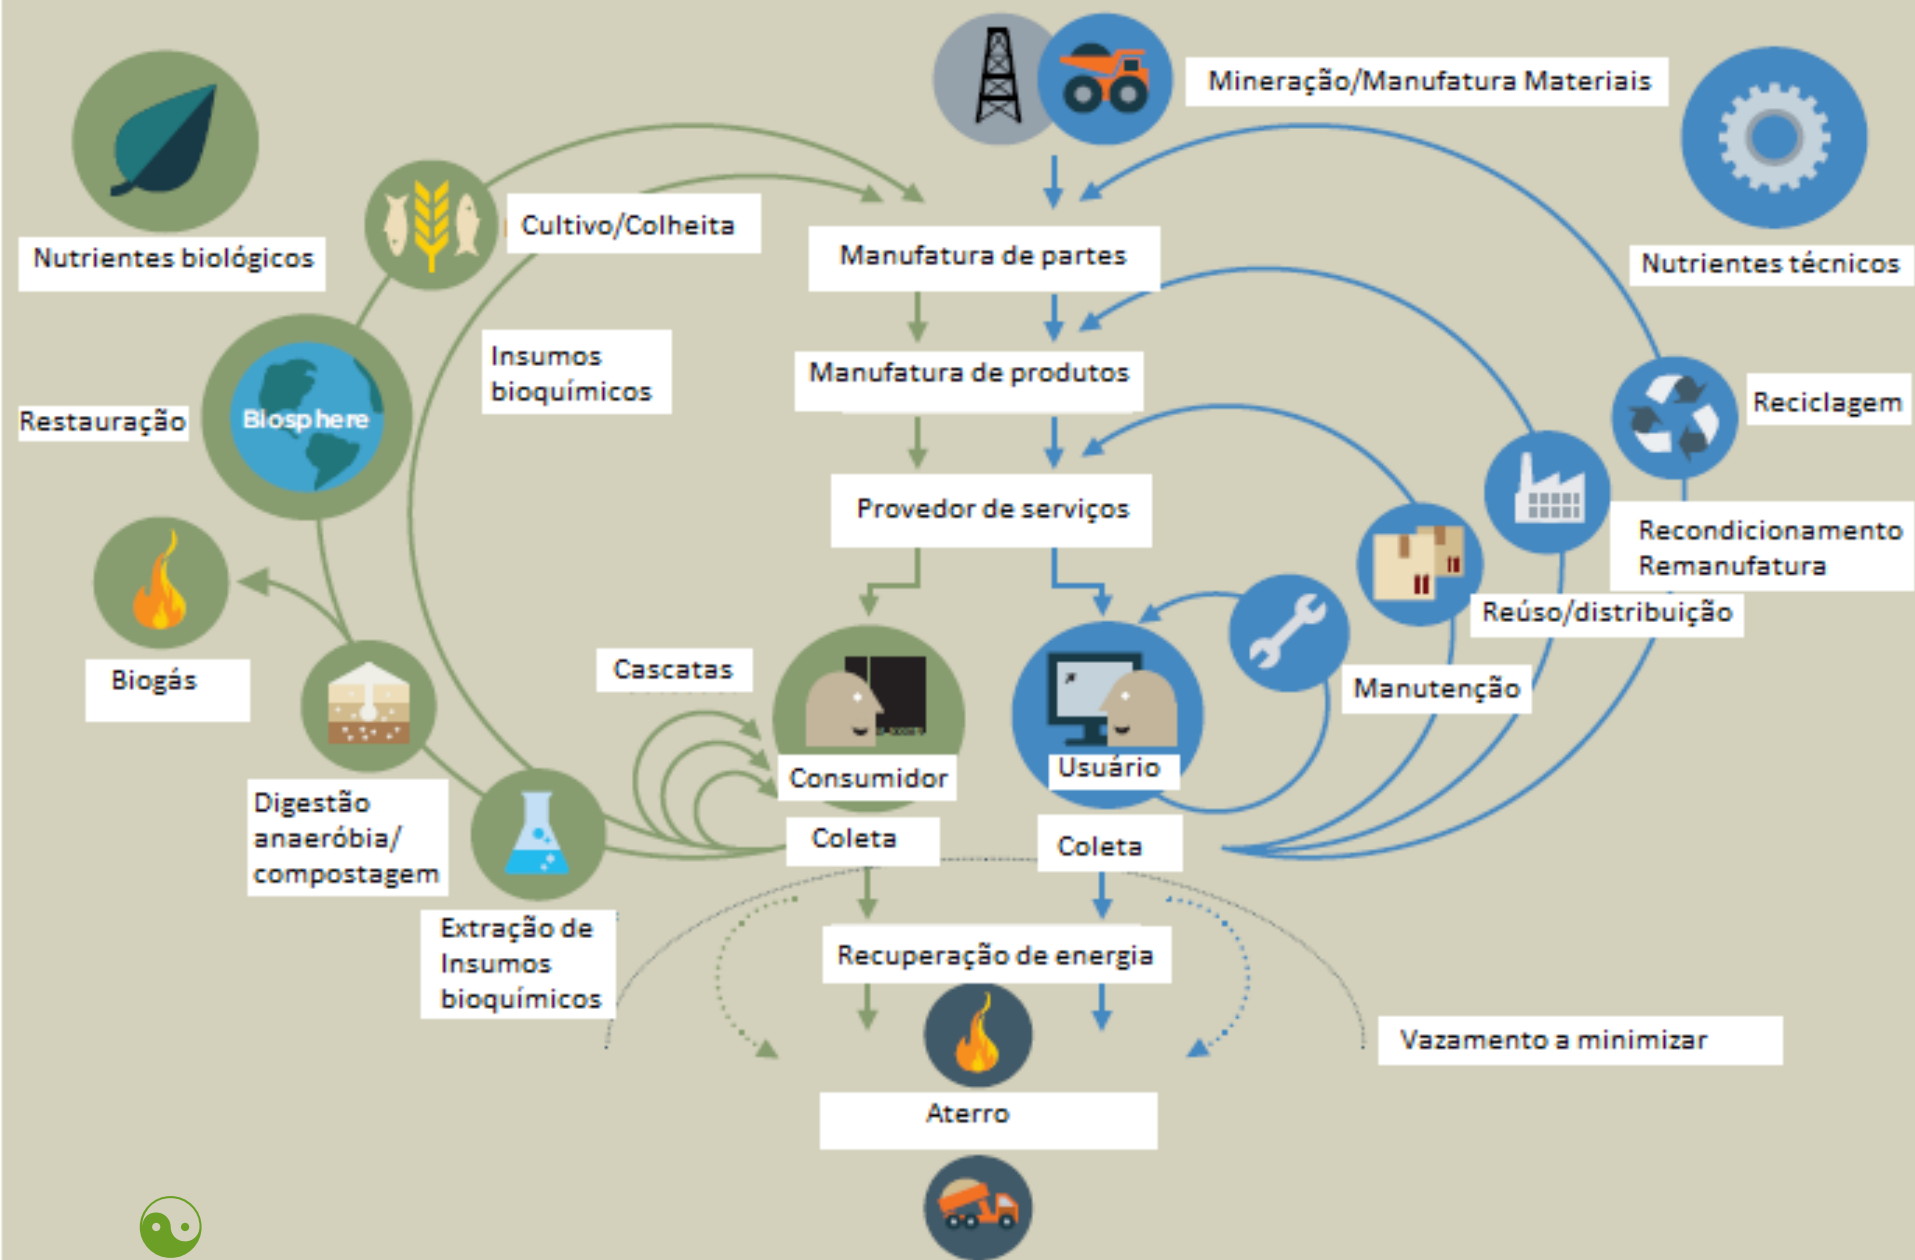 Mineração/Manufatura Materiais
Nutrientes biológicos
Cultivo/Colheita
Manufatura de partes
Nutrientes técnicos
Insumos
bioquímicos
Manufatura de produtos
Restauração
Biosphere
Reciclagem
Provedor de serviços
Recondicionamento
Remanufatura
Reúso/distribuição
Biogás
Cascatas
Manutenção
Consumidor
Usuário
Digestão
anaeróbia/
compostagem
Coleta
Coleta
Extração de
Insumos
bioquímicos
Recuperação de energia
Vazamento a minimizar
Aterro